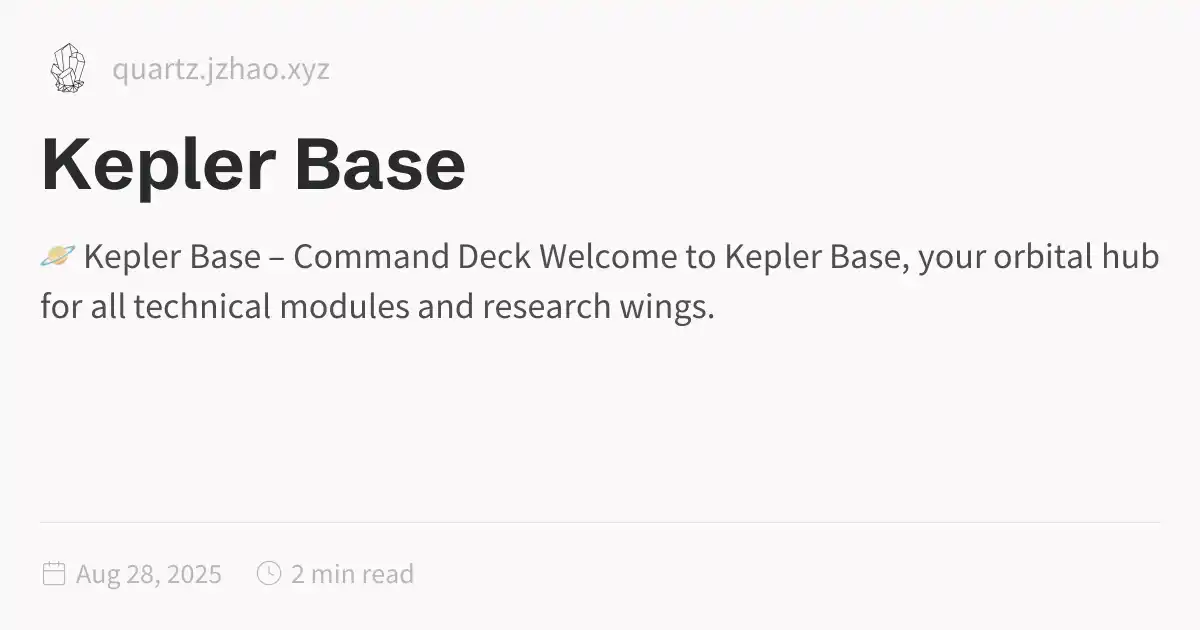 quartz.jzhao.xyz
Kepler Base
🪐 Kepler Base – Command Deck Welcome to Kepler Base, your orbital hub
for all technical modules and research wings.
Aug 28, 2025 2 min read